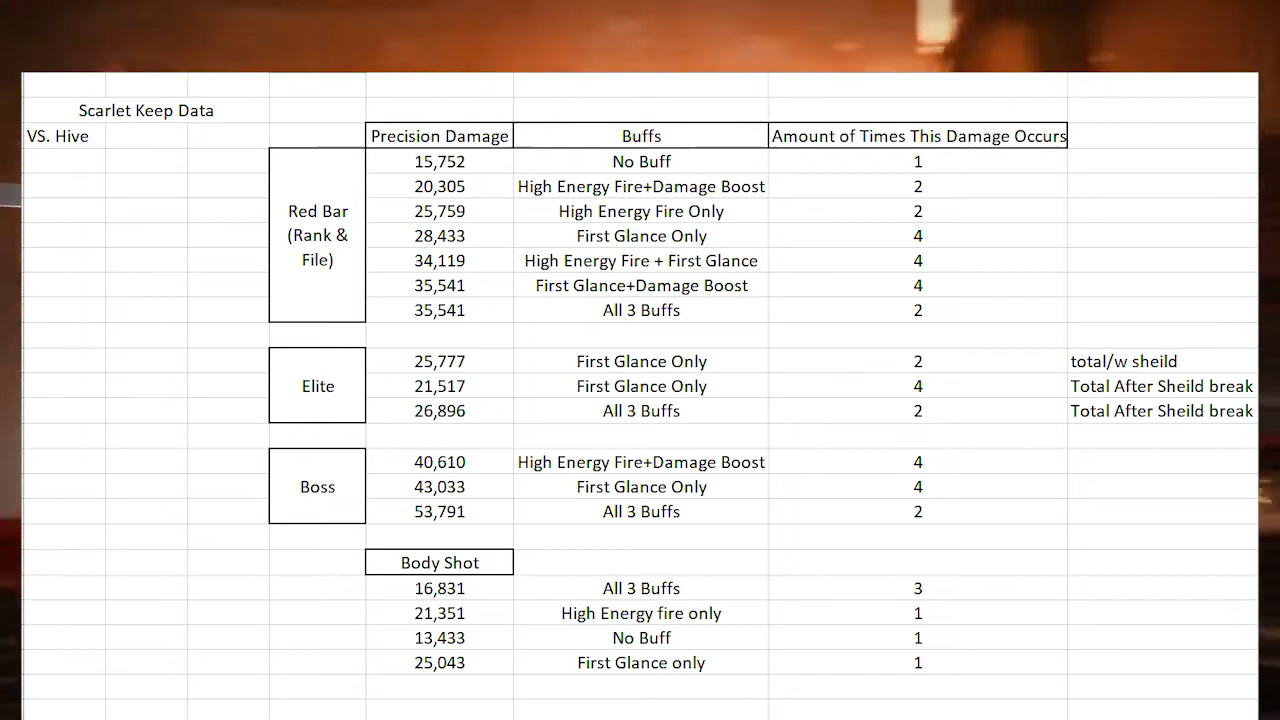 Scarlet Keep Data
VS. Hive
Precision Damage Buffs Amount of Times This Damage Occurs
Red Bar
(Rank &
File)
15,752 No Buff 1
20,305 High Energy Fire+Damage Boost 2
25,759 High Energy Fire Only 2
28,433 First Glance Only 4
34,119 High Energy Fire + First Glance 4
35,541 First Glance+Damage Boost 4
35,541 All 3 Buffs 2
Elite
25,777 First Glance Only 2 total/w sheild
21,517 First Glance Only 4 Total After Sheild break
26,896 All 3 Buffs 2 Total After Sheild break
Boss
40,610 High Energy Fire+Damage Boost 4
43,033 First Glance Only 4
53,791 All 3 Buffs 2
Body Shot
16,831 All 3 Buffs 3
21,351 High Energy fire only 1
13,433 No Buff 1
25,043 First Glance only 1